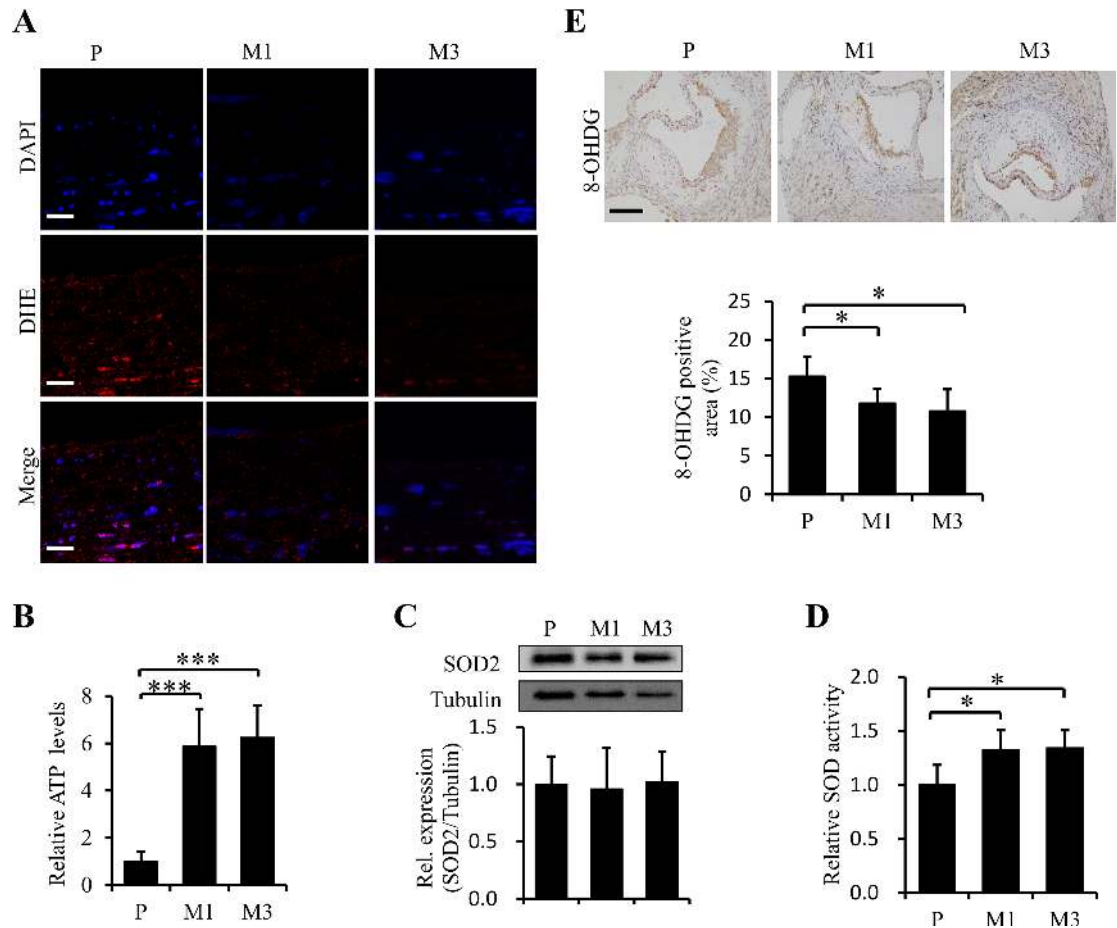 A
P M1 M3
DAPI
DHE
Merge
E
P M1 M3
8-OHDG
25
20
15
10
5
0
8-OHDG positive
area (%)
* *
P M1 M3
B
Relative ATP levels
8
6
4
2
0
***
***
P M1 M3
C
P M1 M3
SOD2
Tubulin
1.5
1.0
0.5
0.0
Rel. expression
(SOD2/Tubulin)
P M1 M3
D
Relative SOD activity
2.0
1.5
1.0
0.5
0.0
*
*
P M1 M3